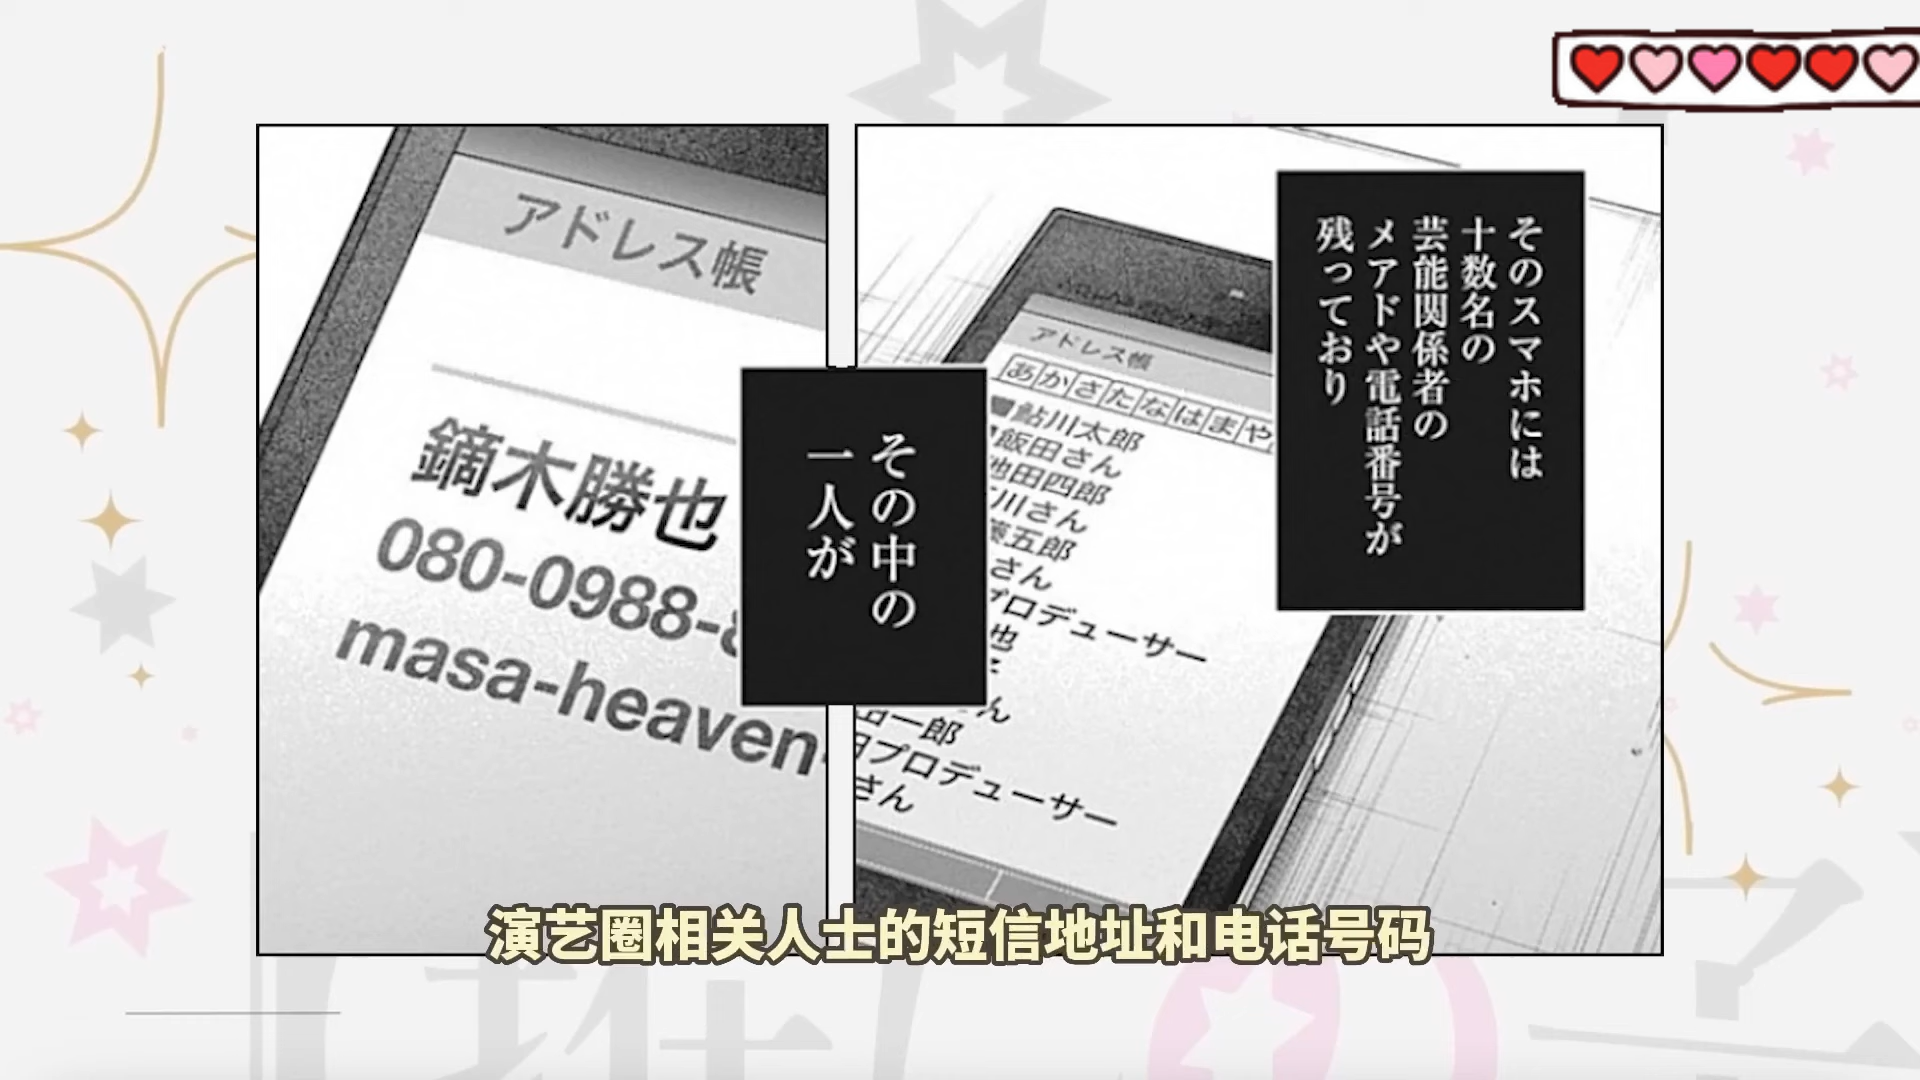 そのスマホには
十数名の
芸能関係者の
メアドや電話番号が
残っており
アドレス帳
あかさたなはまや
鮎川太郎
飯田さん
池田四郎
川さん
藤五郎
さん
プロデューサー
也
ん
一郎
プロデューサー
さん
その中の
一人が
アドレス帳
鏑木勝也
080-0988-
masa-heaven-
演艺圈相关人士的短信地址和电话号码